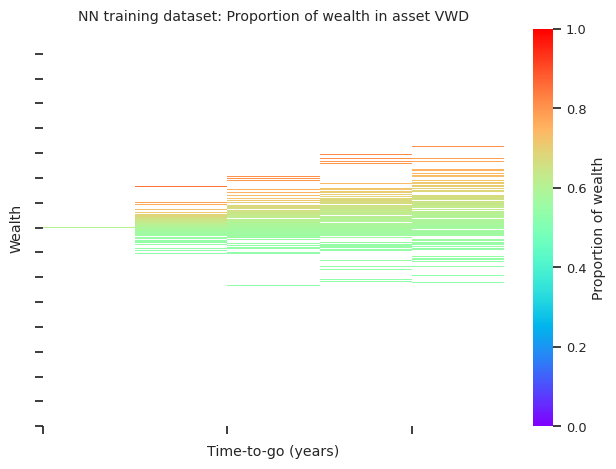 NN training dataset: Proportion of wealth in asset VWD
1.0
0.8
0.6
0.4
0.2
0.0
Proportion of wealth
Wealth
Time-to-go (years)